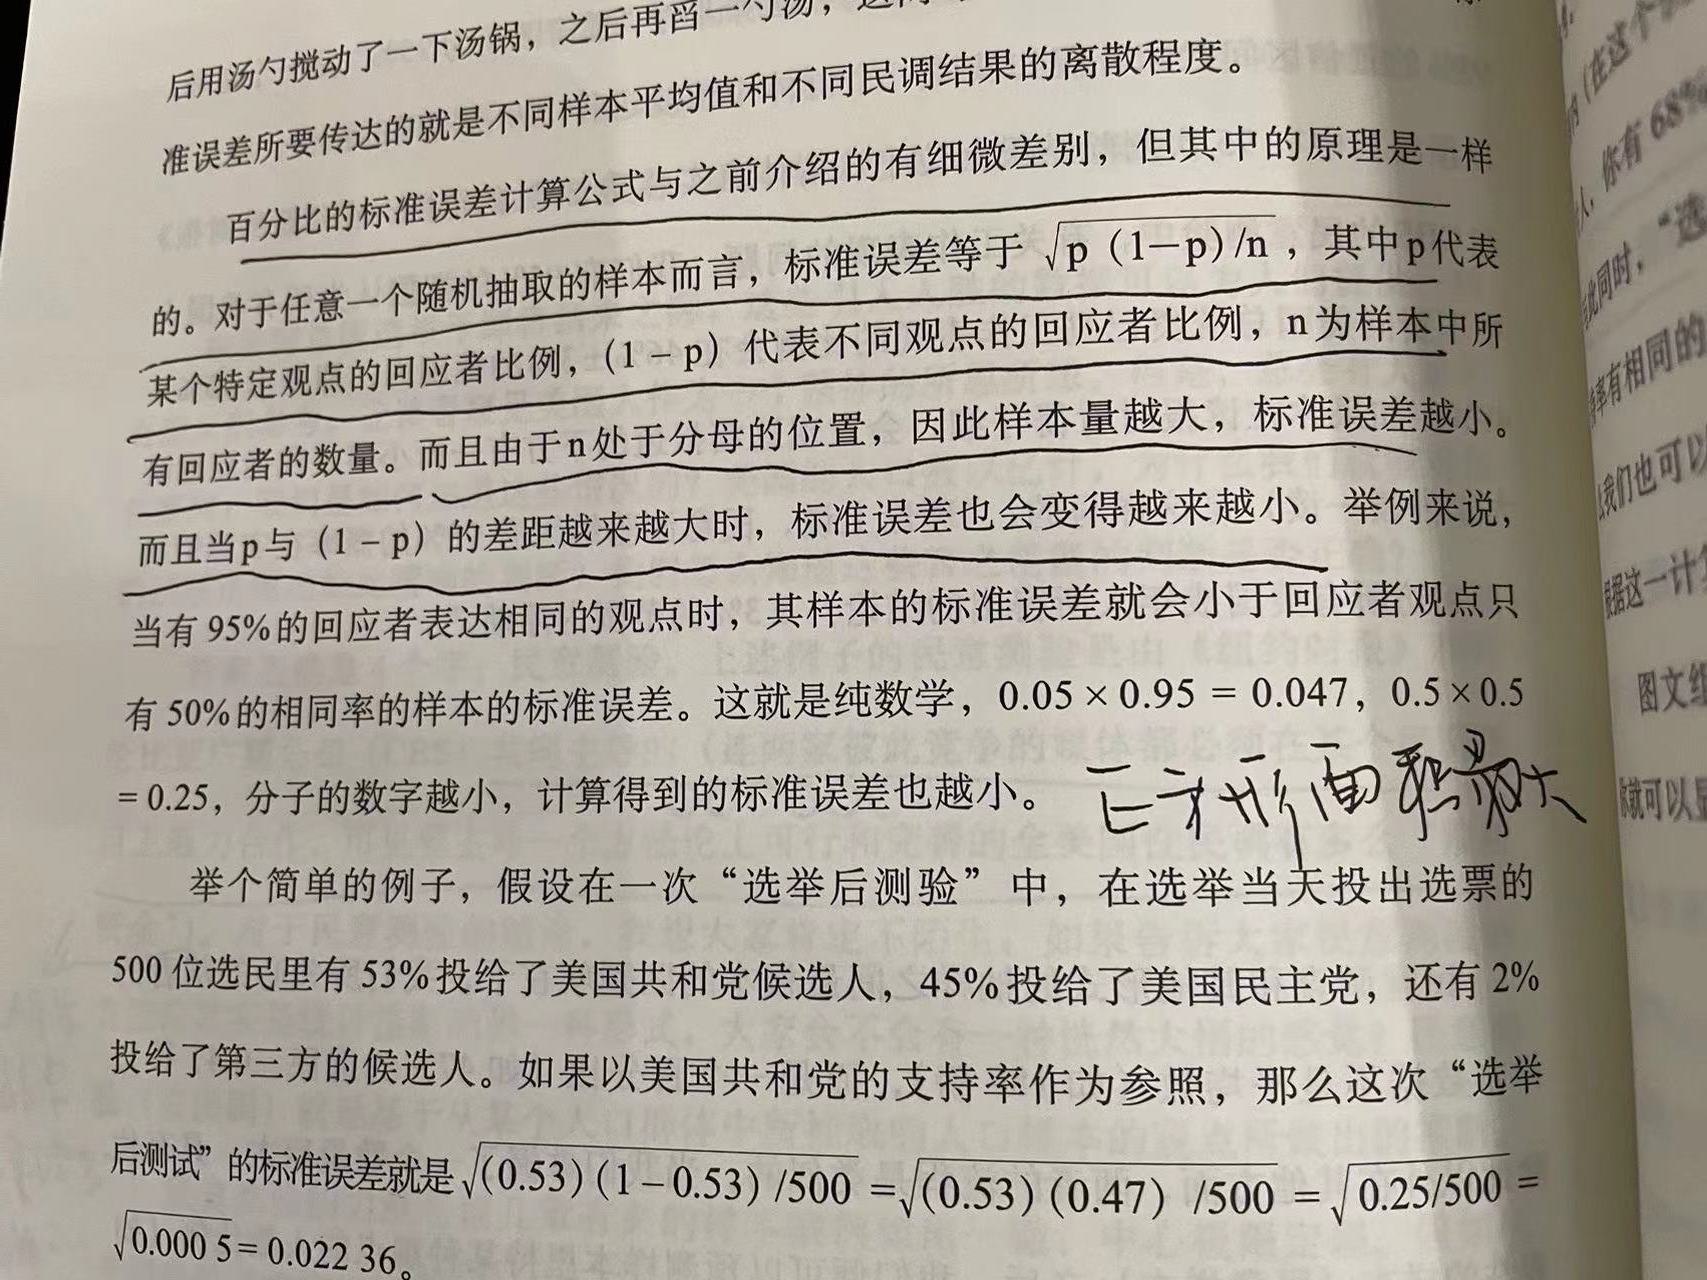 后用汤勺搅动了一下汤锅，之后再舀一勺汤，
准误差所要传达的就是不同样本平均值和不同民调结果的离散程度。
百分比的标准误差计算公式与之前介绍的有细微差别，但其中的原理是一样
的。对于任意一个随机抽取的样本而言，标准误差等于√p（1－p）/n，其中p代表
某个特定观点的回应者比例，（1－p）代表不同观点的回应者比例，n为样本中所
有回应者的数量。而且由于n处于分母的位置，因此样本量越大，标准误差越小。
而且当p与（1－p）的差距越来越大时，标准误差也会变得越来越小。举例来说，
当有95%的回应者表达相同的观点时，其样本的标准误差就会小于回应者观点只
有50%的相同率的样本的标准误差。这就是纯数学，0.05×0.95＝0.047，0.5×0.5
＝0.25，分子的数字越小，计算得到的标准误差也越小。 正方形面积最大
举个简单的例子，假设在一次“选举后测验”中，在选举当天投出选票的
500位选民里有53%投给了美国共和党候选人，45%投给了美国民主党，还有2%
投给了第三方的候选人。如果以美国共和党的支持率作为参照，那么这次“选举
后测试”的标准误差就是√(0.53)(1－0.53)/500＝√(0.53)(0.47)/500＝√0.25/500＝
√0.000 5＝0.022 36。
（在这个
你有68%
人，
“选
此同时，
率有相同的
我们也可以
据这一计算
图文
你就可以